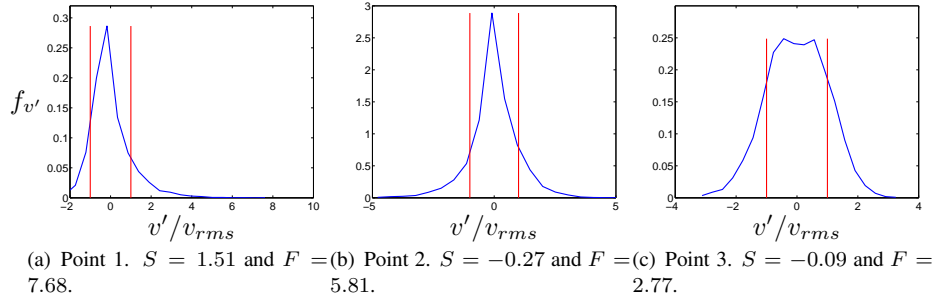 0.3
0.25
0.2
0.15
0.1
0.05
0
−2 0 2 4 6 8 10
f_{v'}
v'/v_{rms}
3
2.5
2
1.5
1
0.5
0
−5 0 5
v'/v_{rms}
0.25
0.2
0.15
0.1
0.05
0
−4 −2 0 2 4
v'/v_{rms}
(a) Point 1. S = 1.51 and F =
7.68.
(b) Point 2. S = −0.27 and F =
5.81.
(c) Point 3. S = −0.09 and F =
2.77.